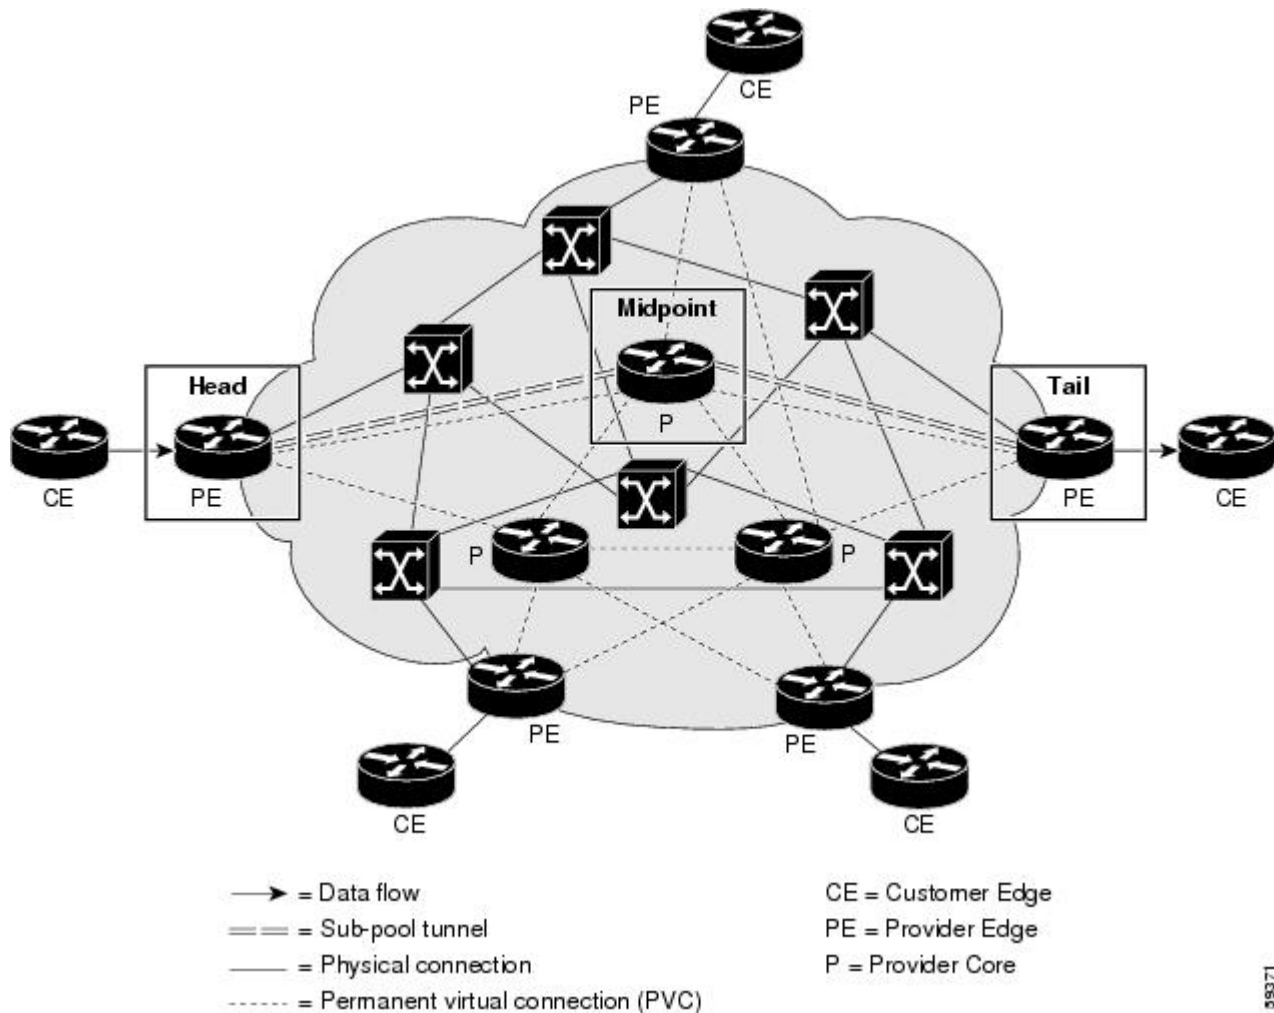 CE
PE
Midpoint
Head
Tail
P
CE
PE
PE
CE
P
P
PE
PE
CE
CE
= Data flow
CE = Customer Edge
= Sub-pool tunnel
PE = Provider Edge
= Physical connection
P = Provider Core
= Permanent virtual connection (PVC)
59371